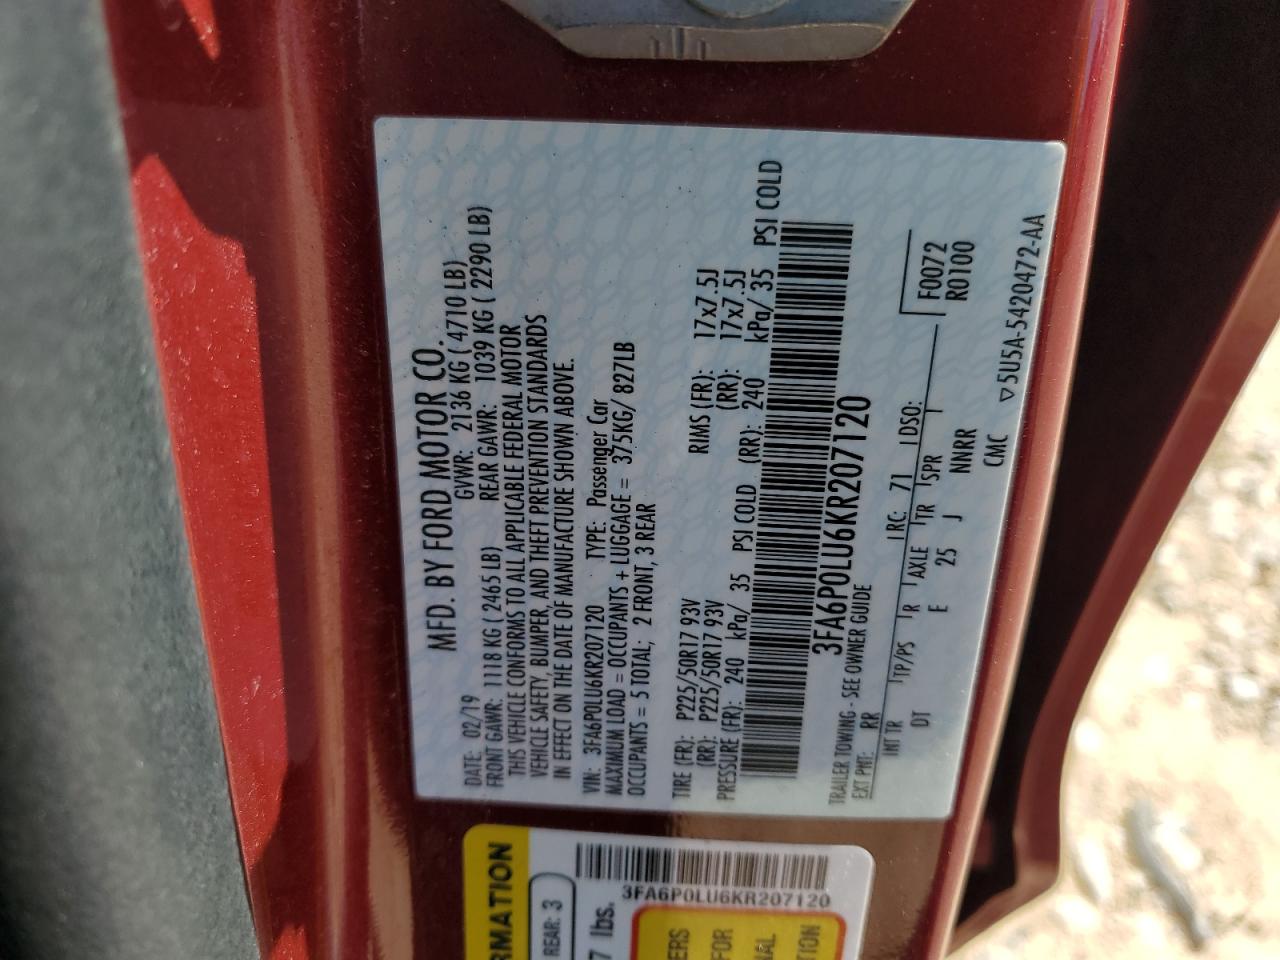 MFD. BY FORD MOTOR CO.
DATE: 02/19 GVWR: 2136 KG ( 4710 LB)
FRONT GAWR: 1118 KG ( 2465 LB) REAR GAWR: 1039 KG ( 2290 LB)
THIS VEHICLE CONFORMS TO ALL APPLICABLE FEDERAL MOTOR
VEHICLE SAFETY, BUMPER, AND THEFT PREVENTION STANDARDS
IN EFFECT ON THE DATE OF MANUFACTURE SHOWN ABOVE.
VIN: 3FA6P0LU6KR207120 TYPE: Passenger Car
MAXIMUM LOAD = OCCUPANTS + LUGGAGE = 375KG/ 827LB
OCCUPANTS = 5 TOTAL; 2 FRONT, 3 REAR
TIRE (FR): P225/50R17 93V RIMS (FR): 17x7.5J
(RR): P225/50R17 93V (RR): 17x7.5J
PRESSURE (FR): 240 kPa/ 35 PSI COLD (RR): 240 kPa/ 35 PSI COLD
3FA6P0LU6KR207120
TRAILER TOWING - SEE OWNER GUIDE
EXT PNT: RR RC: 71 DSO: F0072
INT TR TP/PS R AXLE TR SPR R0100
DT E 25 J NNRR
CMC ▽5U5A-5420472-AA
RMATION
REAR: 3
7 lbs.
3FA6P0LU6KR207120
ERS
FOR
NAL
TION